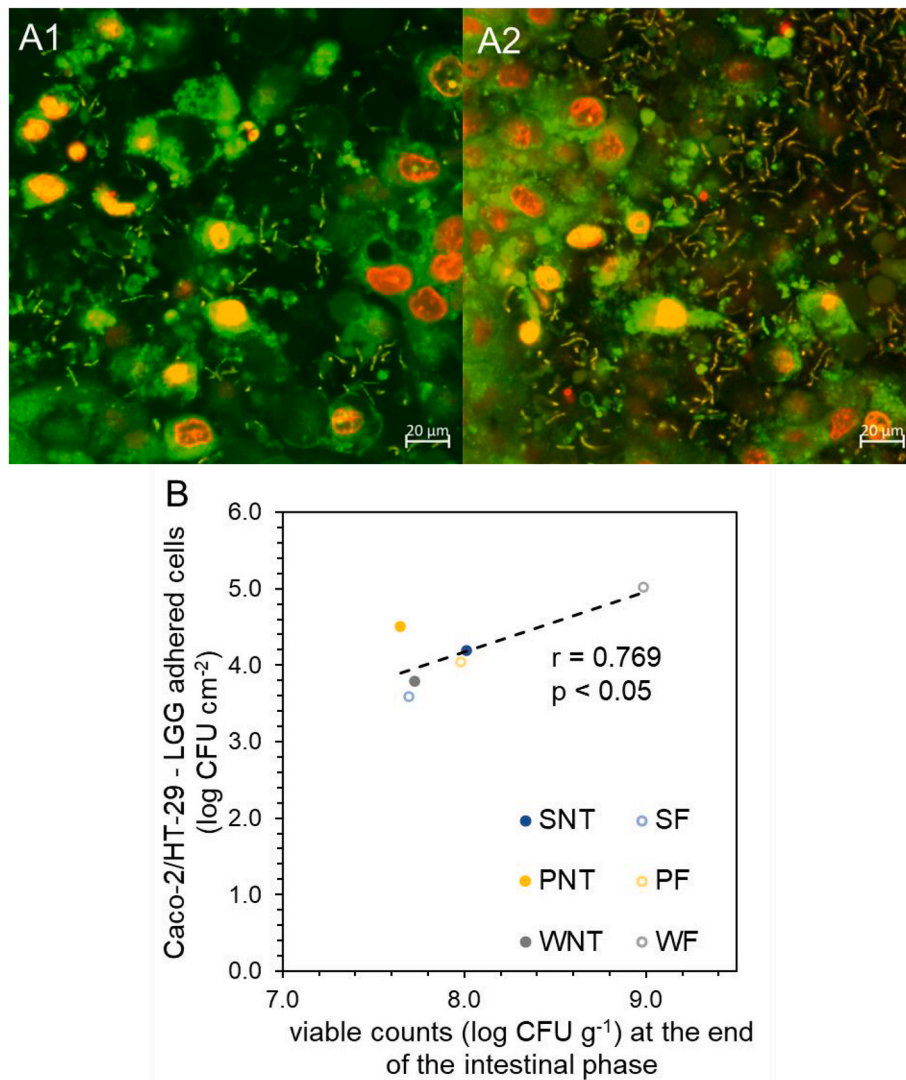 A1
A2
20 μm
20 μm
B
Caco-2/HT-29 - LGG adhered cells
(log CFU cm⁻²)
6.0
5.0
4.0
3.0
2.0
1.0
0.0
r = 0.769
p < 0.05
SNT SF
PNT PF
WNT WF
7.0 8.0 9.0
viable counts (log CFU g⁻¹) at the end
of the intestinal phase